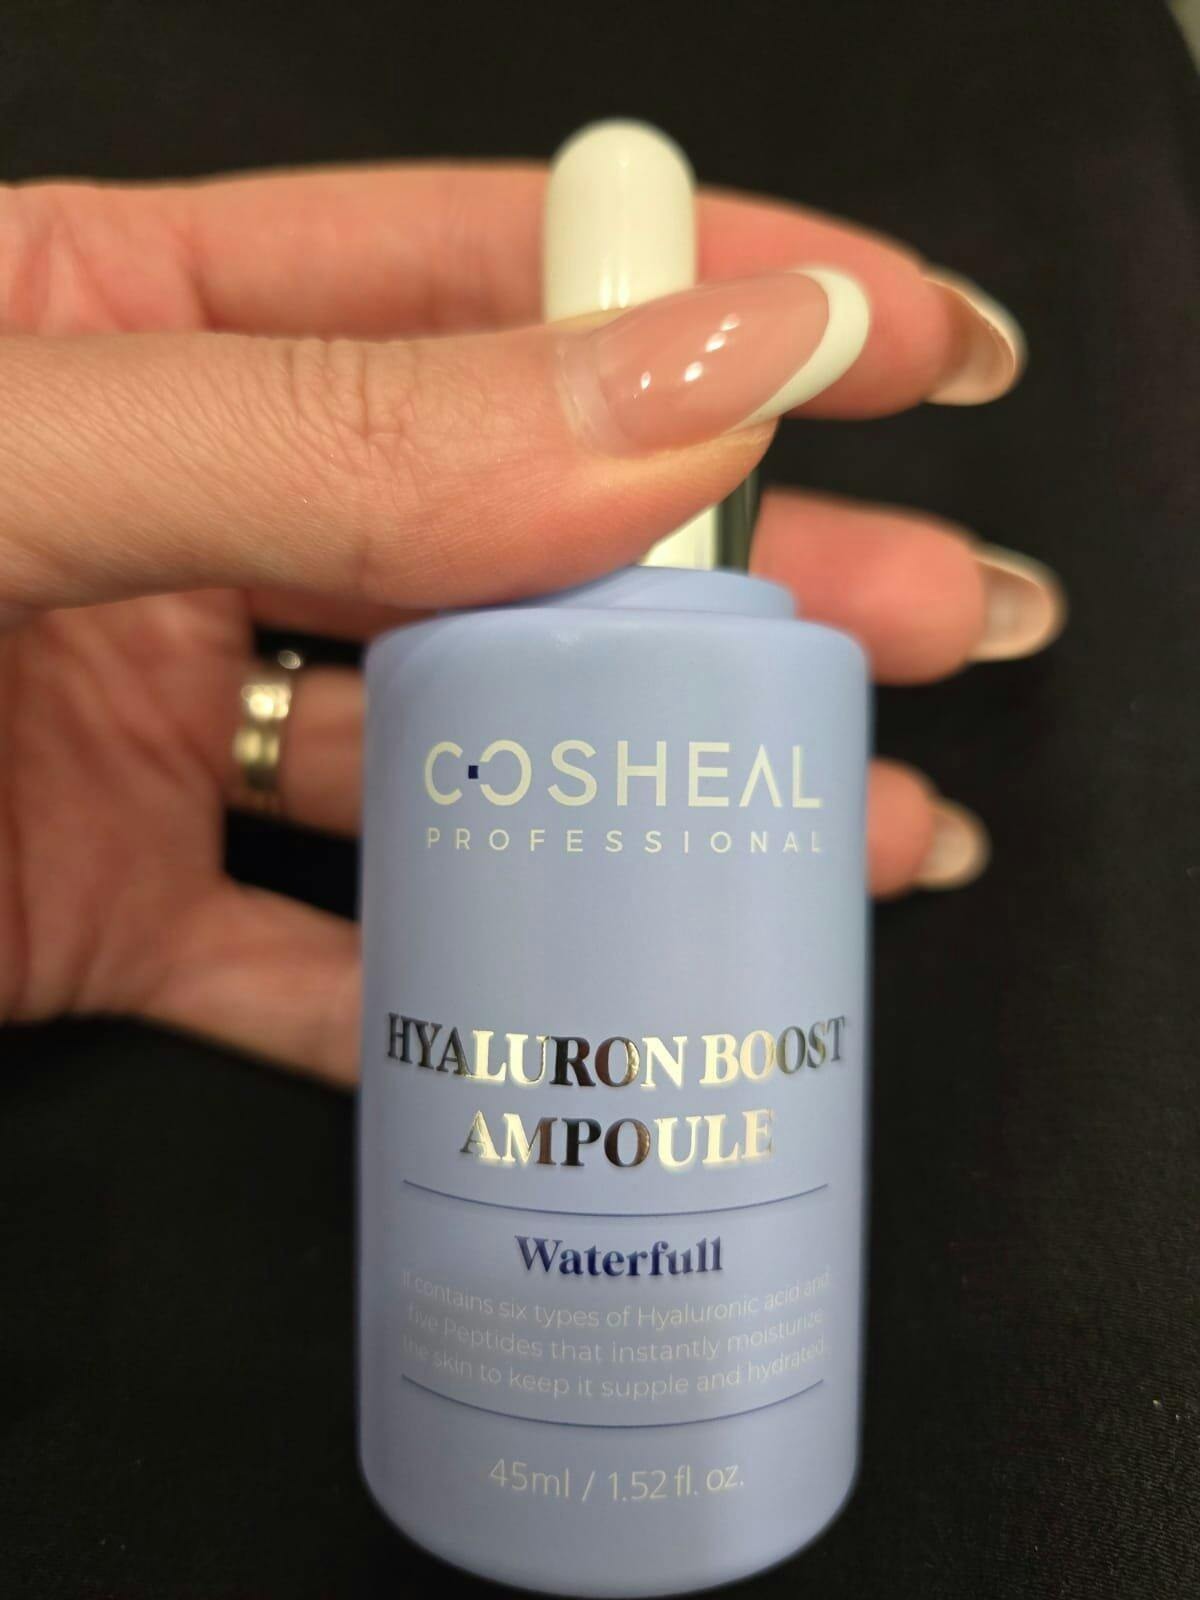 COSHEAL
PROFESSIONAL
HYALURON BOOST
AMPOULE
Waterfull
It contains six types of Hyaluronic acid and
five Peptides that instantly moisturize
the skin to keep it supple and hydrated.
45ml / 1.52 fl. oz.